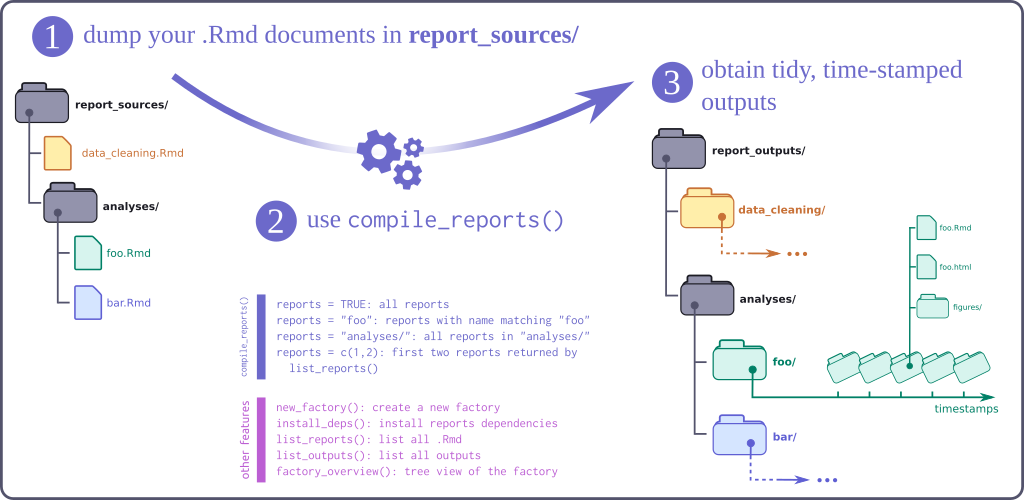 1 dump your .Rmd documents in report_sources/
report_sources/
data_cleaning.Rmd
analyses/
foo.Rmd
bar.Rmd
2 use compile_reports()
compile_reports()
reports = TRUE: all reports
reports = "foo": reports with name matching "foo"
reports = "analyses/": all reports in "analyses/"
reports = c(1,2): first two reports returned by
list_reports()
other features
new_factory(): create a new factory
install_deps(): install reports dependencies
list_reports(): list all .Rmd
list_outputs(): list all outputs
factory_overview(): tree view of the factory
3 obtain tidy, time-stamped
outputs
report_outputs/
data_cleaning/
analyses/
foo/
foo.Rmd
foo.html
figures/
timestamps
bar/